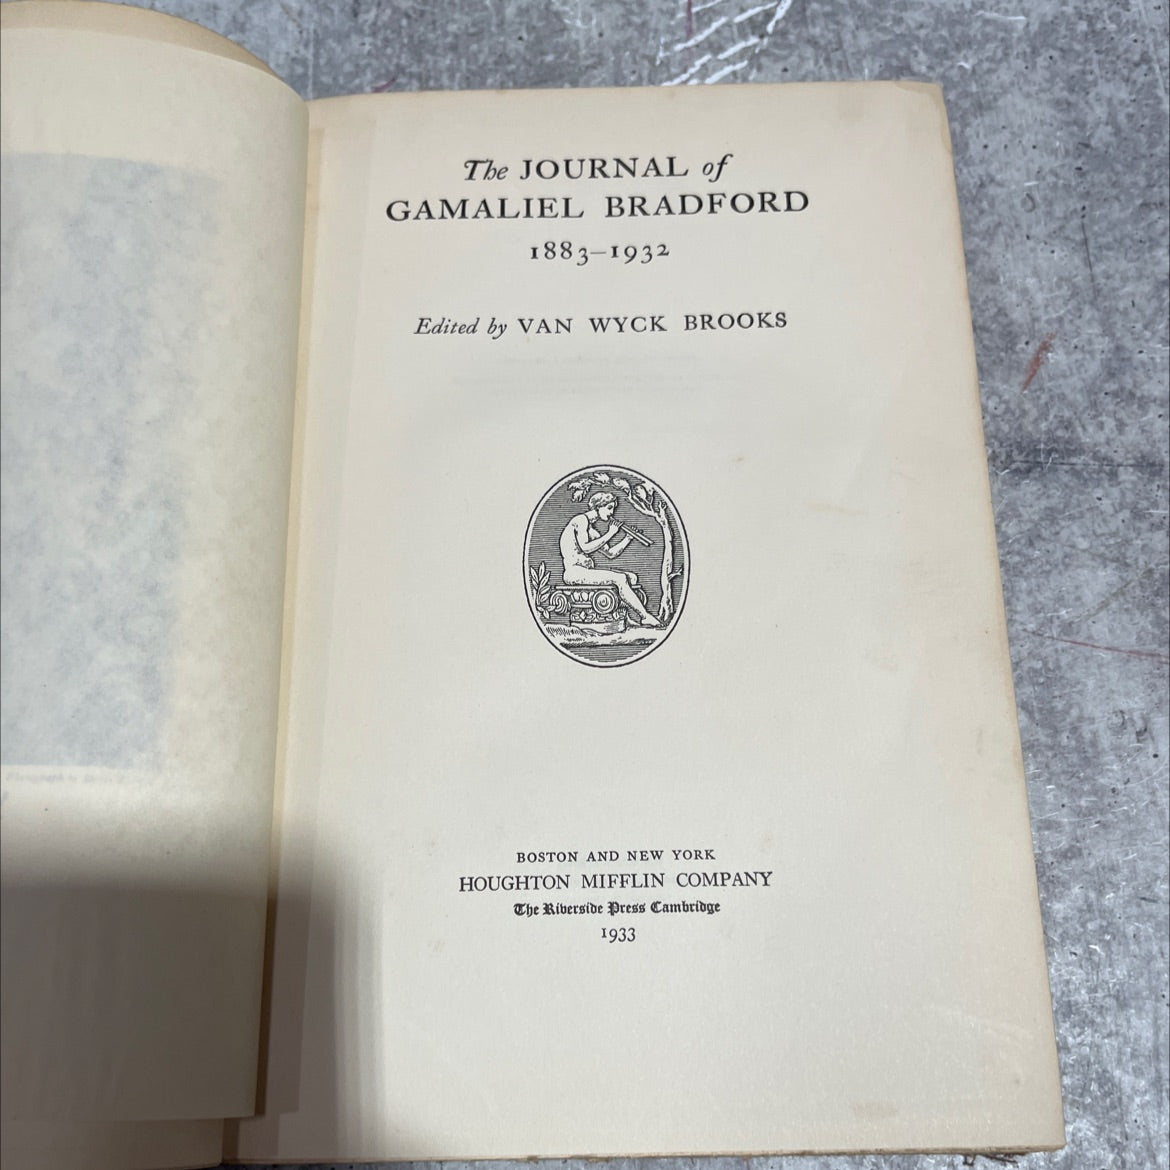 The JOURNAL of
GAMALIEL BRADFORD
1883–1932
Edited by VAN WYCK BROOKS
BOSTON AND NEW YORK
HOUGHTON MIFFLIN COMPANY
The Riverside Press Cambridge
1933